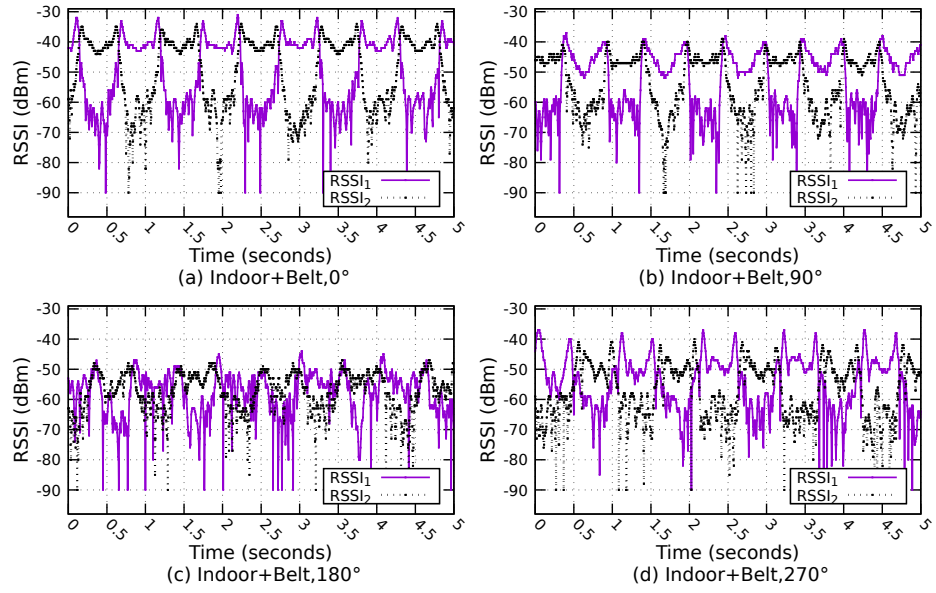 -30
-40
-50
-60
-70
-80
-90
RSSI (dBm)
RSSI1
RSSI2
0 0.5 1 1.5 2 2.5 3 3.5 4 4.5 5
Time (seconds)
(a) Indoor+Belt,0°
-30
-40
-50
-60
-70
-80
-90
RSSI (dBm)
RSSI1
RSSI2
0 0.5 1 1.5 2 2.5 3 3.5 4 4.5 5
Time (seconds)
(b) Indoor+Belt,90°
-30
-40
-50
-60
-70
-80
-90
RSSI (dBm)
RSSI1
RSSI2
0 0.5 1 1.5 2 2.5 3 3.5 4 4.5 5
Time (seconds)
(c) Indoor+Belt,180°
-30
-40
-50
-60
-70
-80
-90
RSSI (dBm)
RSSI1
RSSI2
0 0.5 1 1.5 2 2.5 3 3.5 4 4.5 5
Time (seconds)
(d) Indoor+Belt,270°